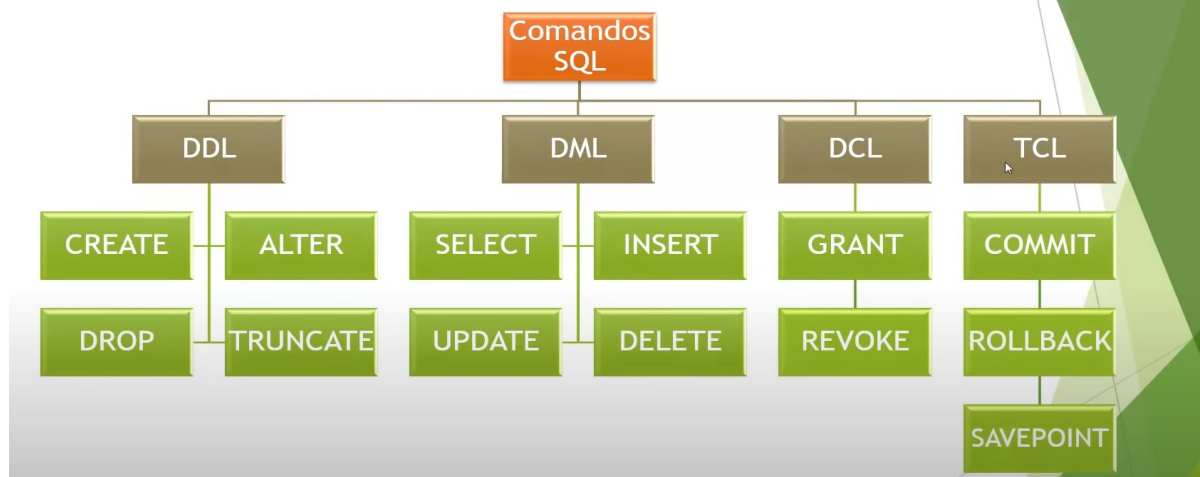 Comandos
SQL
DDL
DML
DCL
TCL
CREATE
ALTER
SELECT
INSERT
GRANT
COMMIT
DROP
TRUNCATE
UPDATE
DELETE
REVOKE
ROLLBACK
SAVEPOINT